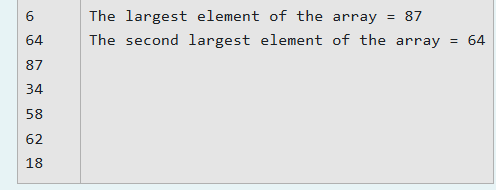 6 The largest element of the array = 87
64 The second largest element of the array = 64
87
34
58
62
18